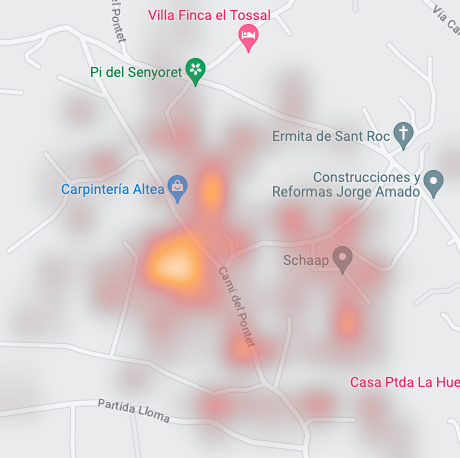 Villa Finca el Tossal
el Pontet
Via Ca
Pi del Senyoret
Ermita de Sant Roc
Construcciones y
Reformas Jorge Amado
Carpintería Altea
Schaap
Camí del Pontet
Casa Ptda La Hue
Partida Lloma